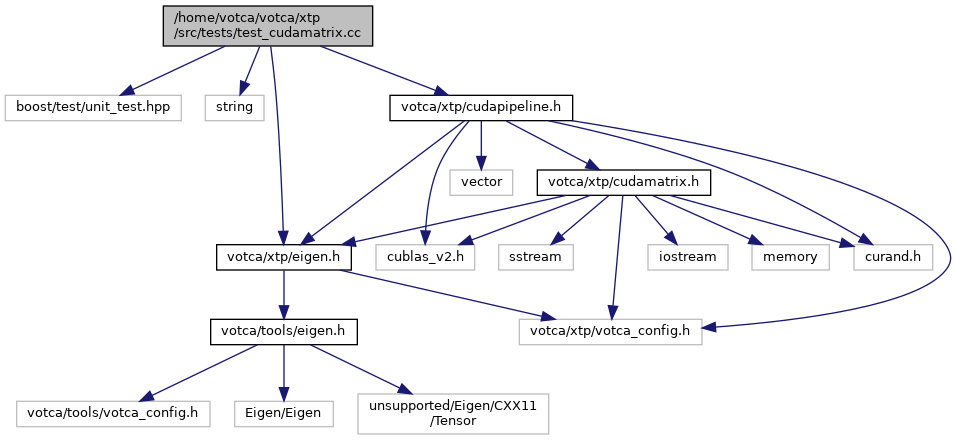 /home/votca/votca/xtp
/src/tests/test_cudamatrix.cc
boost/test/unit_test.hpp
string
votca/xtp/cudapipeline.h
vector
votca/xtp/cudamatrix.h
votca/xtp/eigen.h
cublas_v2.h
sstream
iostream
memory
curand.h
votca/tools/eigen.h
votca/xtp/votca_config.h
votca/tools/votca_config.h
Eigen/Eigen
unsupported/Eigen/CXX11
/Tensor